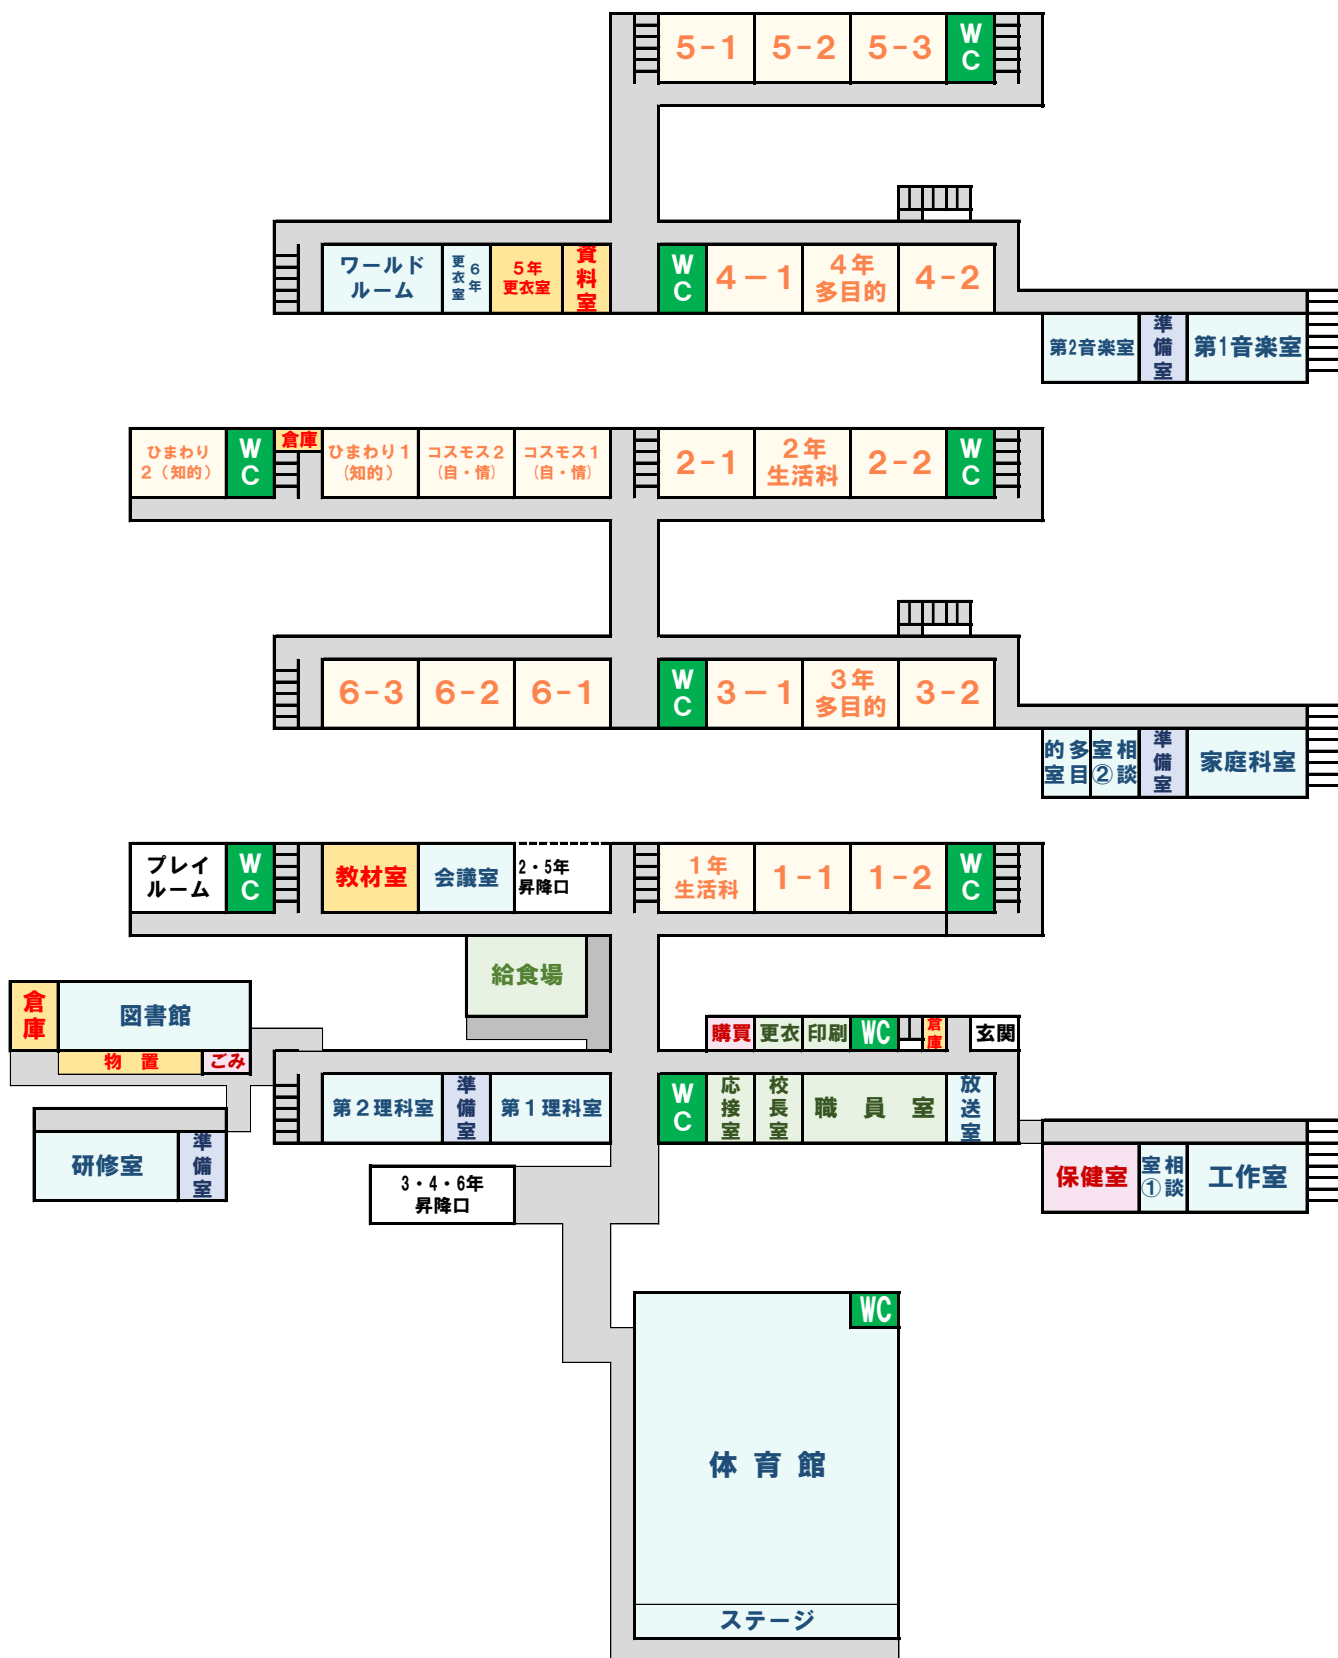 5-1
5-2
5-3
WC
ワールド
ルーム
6年
更衣室
5年
更衣室
資料室
WC
4－1
4年
多目的
4-2
第2音楽室
準備室
第1音楽室
ひまわり
2（知的）
WC
倉庫
ひまわり1
(知的）
コスモス2
(自・情)
コスモス1
(自・情)
2-1
2年
生活科
2-2
WC
6-3
6-2
6-1
WC
3－1
3年
多目的
3-2
多目
的室
相談
室②
準備室
家庭科室
プレイ
ルーム
WC
教材室
会議室
2・5年
昇降口
1年
生活科
1-1
1-2
WC
給食場
倉庫
図書館
物置
ごみ
購買
更衣
印刷
WC
倉庫
玄関
第2理科室
準備室
第1理科室
WC
応接室
校長室
職員室
放送室
研修室
準備室
3・4・6年
昇降口
保健室
相談
室①
工作室
WC
体育館
ステージ